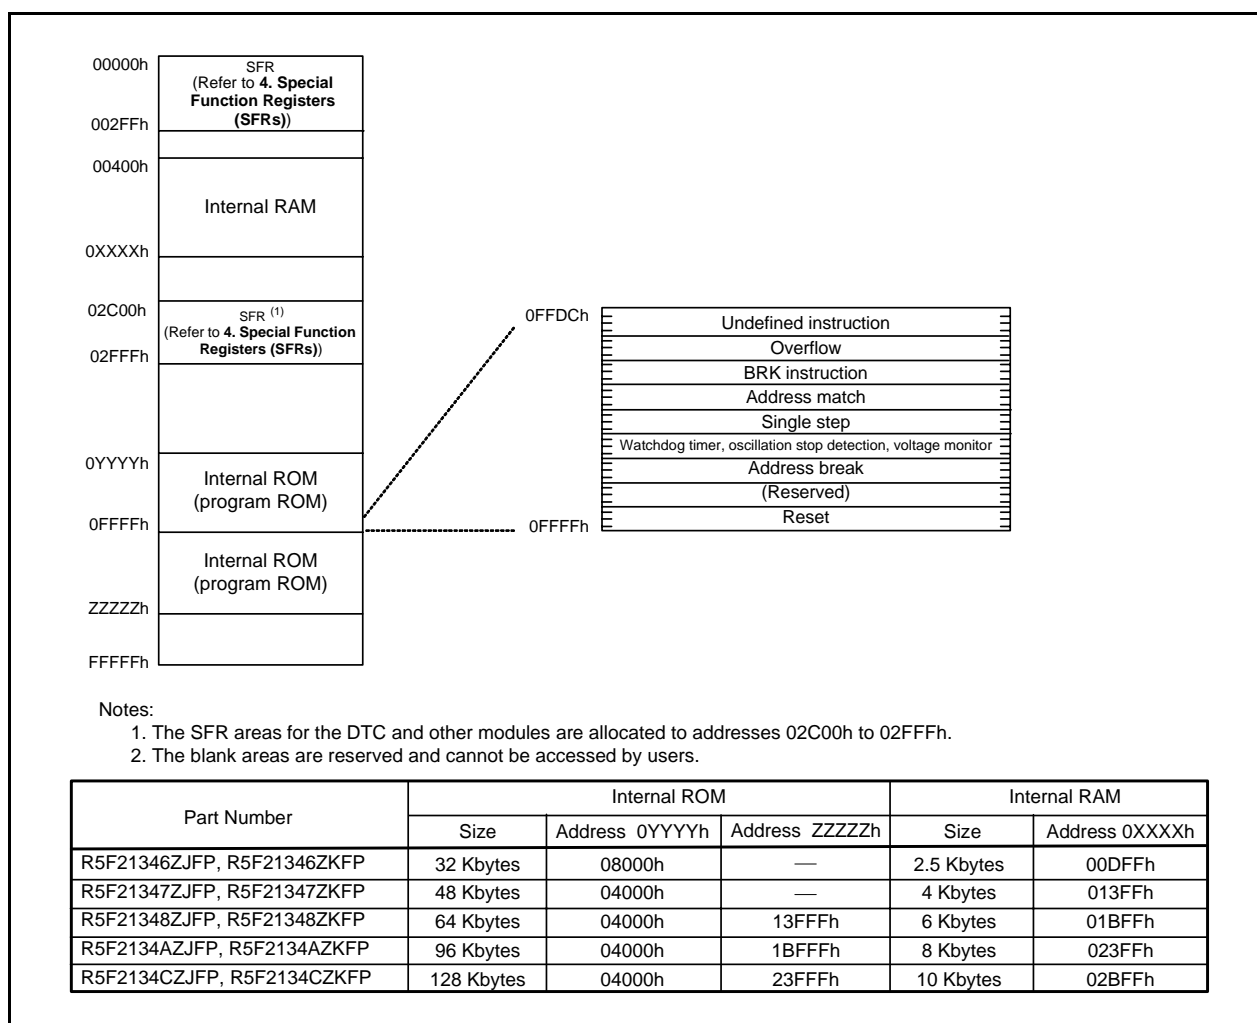 00000h
SFR
(Refer to 4. Special
Function Registers
(SFRs))
002FFh
00400h
Internal RAM
0XXXXh
02C00h
SFR (1)
(Refer to 4. Special Function
Registers (SFRs))
02FFFh
0YYYYh
Internal ROM
(program ROM)
0FFFFh
Internal ROM
(program ROM)
ZZZZZh
FFFFFh
0FFDCh
Undefined instruction
Overflow
BRK instruction
Address match
Single step
Watchdog timer, oscillation stop detection, voltage monitor
Address break
(Reserved)
Reset
0FFFFh
Notes:
1. The SFR areas for the DTC and other modules are allocated to addresses 02C00h to 02FFFh.
2. The blank areas are reserved and cannot be accessed by users.
Part Number Internal ROM Internal RAM
Size Address 0YYYYh Address ZZZZZh Size Address 0XXXXh
R5F21346ZJFP, R5F21346ZKFP 32 Kbytes 08000h — 2.5 Kbytes 00DFFh
R5F21347ZJFP, R5F21347ZKFP 48 Kbytes 04000h — 4 Kbytes 013FFh
R5F21348ZJFP, R5F21348ZKFP 64 Kbytes 04000h 13FFFh 6 Kbytes 01BFFh
R5F2134AZJFP, R5F2134AZKFP 96 Kbytes 04000h 1BFFFh 8 Kbytes 023FFh
R5F2134CZJFP, R5F2134CZKFP 128 Kbytes 04000h 23FFFh 10 Kbytes 02BFFh